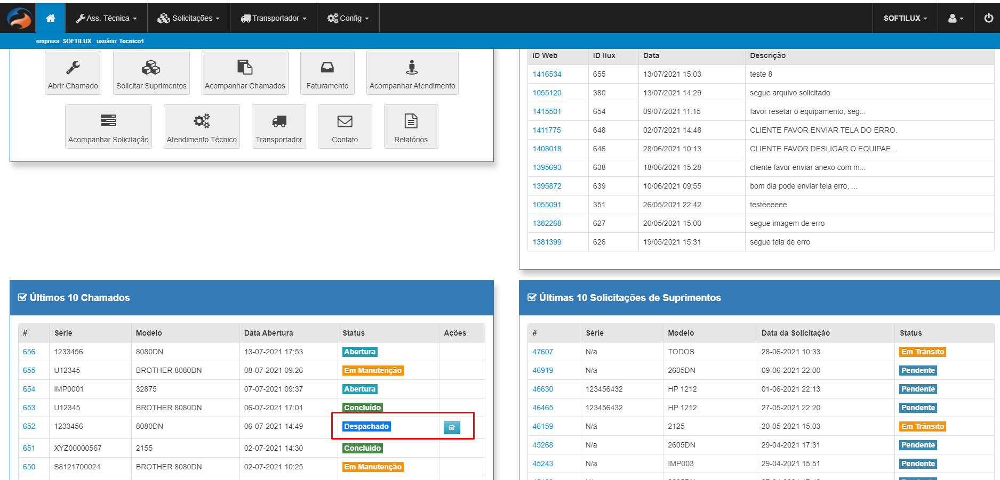 Ass. Técnica
Solicitações
Transportador
Config
SOFTILUX
empresa: SOFTILUX usuário: Tecnico1
Abrir Chamado
Solicitar Suprimentos
Acompanhar Chamados
Faturamento
Acompanhar Atendimento
Acompanhar Solicitação
Atendimento Técnico
Transportador
Contato
Relatórios
ID Web ID Ilux Data Descrição
1416534 655 13/07/2021 15:03 teste 8
1055120 380 13/07/2021 14:29 segue arquivo solicitado
1415501 654 09/07/2021 11:15 favor resetar o equipamento, seg...
1411775 648 02/07/2021 14:48 CLIENTE FAVOR ENVIAR TELA DO ERRO.
1408018 646 28/06/2021 10:13 CLIENTE FAVOR DESLIGAR O EQUIPAE...
1395693 638 18/06/2021 15:28 cliente favor enviar anexo com m...
1395872 639 10/06/2021 09:55 bom dia pode enviar tela erro, ...
1055091 351 26/05/2021 22:42 testeeeeee
1382268 627 20/05/2021 15:00 segue imagem de erro
1381399 626 19/05/2021 15:31 segue tela de erro
Últimos 10 Chamados
# Série Modelo Data Abertura Status Ações
656 1233456 8080DN 13-07-2021 17:53 Abertura
655 U12345 BROTHER 8080DN 08-07-2021 09:26 Em Manutenção
654 IMP0001 32875 07-07-2021 09:37 Abertura
653 U12345 BROTHER 8080DN 06-07-2021 17:01 Concluído
652 1233456 8080DN 06-07-2021 14:49 Despachado
651 XYZ00000567 2155 02-07-2021 14:30 Concluído
650 S8121700024 BROTHER 8080DN 02-07-2021 10:25 Em Manutenção
Últimas 10 Solicitações de Suprimentos
# Série Modelo Data da Solicitação Status
47607 N/a TODOS 28-06-2021 10:33 Em Trânsito
46919 N/a 2605DN 09-06-2021 22:00 Pendente
46630 123456432 HP 1212 01-06-2021 22:13 Pendente
46465 123456432 HP 1212 27-05-2021 22:20 Pendente
46159 N/a 2125 20-05-2021 15:03 Em Trânsito
45268 N/a 2605DN 29-04-2021 17:31 Pendente
45243 N/a IMP003 29-04-2021 15:51 Pendente